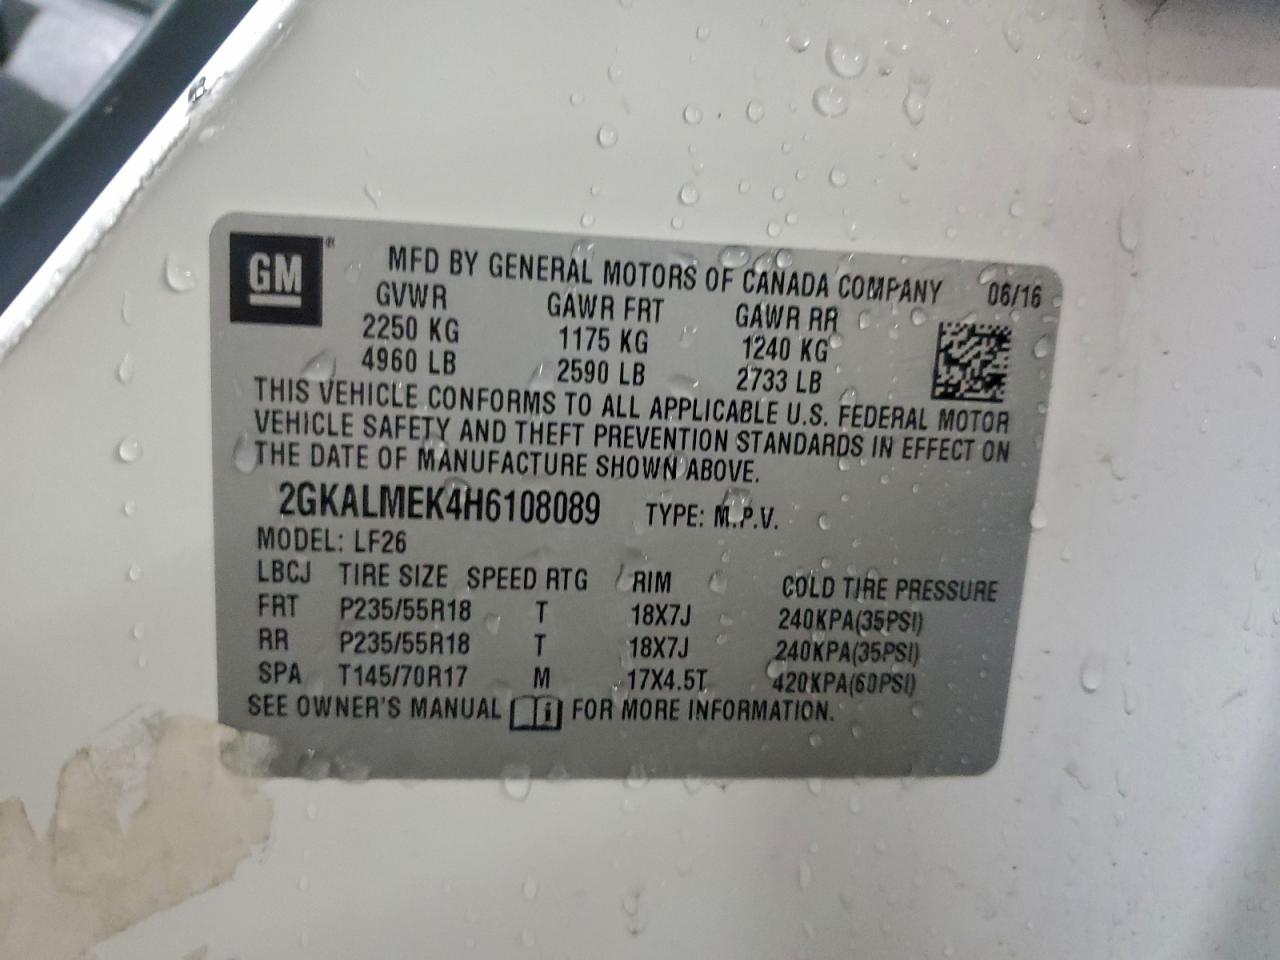 GM ® MFD BY GENERAL MOTORS OF CANADA COMPANY 06/16
GVWR GAWR FRT GAWR RR
2250 KG 1175 KG 1240 KG
4960 LB 2590 LB 2733 LB
THIS VEHICLE CONFORMS TO ALL APPLICABLE U.S. FEDERAL MOTOR
VEHICLE SAFETY AND THEFT PREVENTION STANDARDS IN EFFECT ON
THE DATE OF MANUFACTURE SHOWN ABOVE.
2GKALMEK4H6108089 TYPE: M.P.V.
MODEL: LF26
LBCJ TIRE SIZE SPEED RTG RIM COLD TIRE PRESSURE
FRT P235/55R18 T 18X7J 240KPA(35PSI)
RR P235/55R18 T 18X7J 240KPA(35PSI)
SPA T145/70R17 M 17X4.5T 420KPA(60PSI)
SEE OWNER'S MANUAL i FOR MORE INFORMATION.